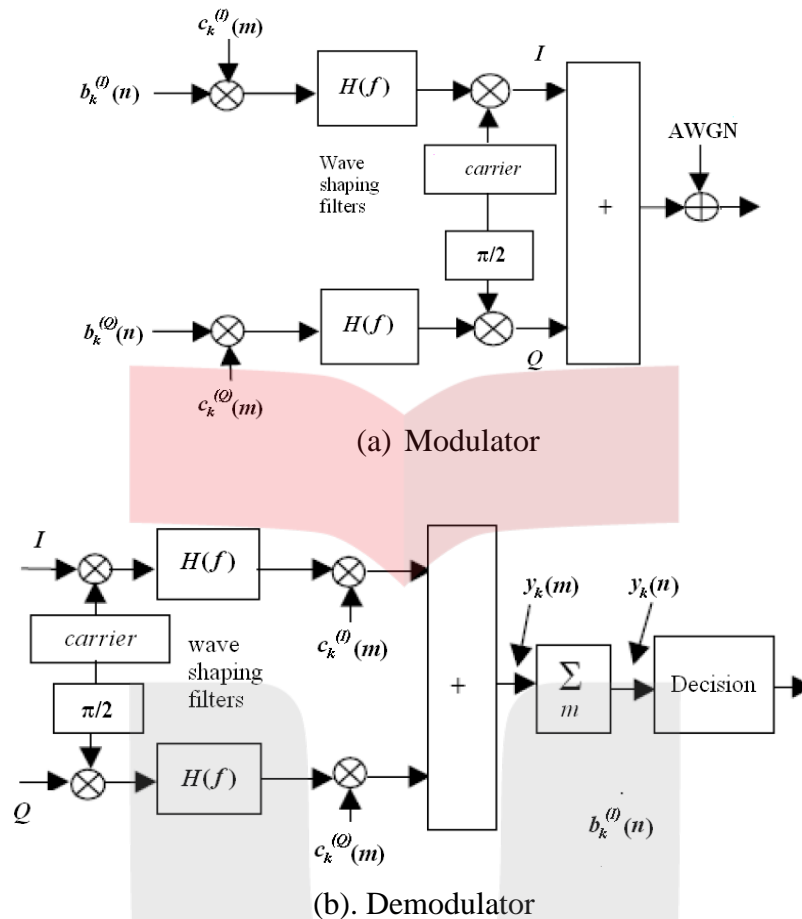 c_k^(I)(m)
b_k^(I)(n)
H(f)
I
AWGN
Wave
shaping
filters
carrier
+
π/2
b_k^(Q)(n)
H(f)
Q
c_k^(Q)(m)
(a) Modulator
I
H(f)
c_k^(I)(m)
y_k(m)
y_k(n)
carrier
wave
shaping
filters
+
Σ
m
Decision
π/2
Q
H(f)
c_k^(Q)(m)
b_k^(I)(n)
(b). Demodulator